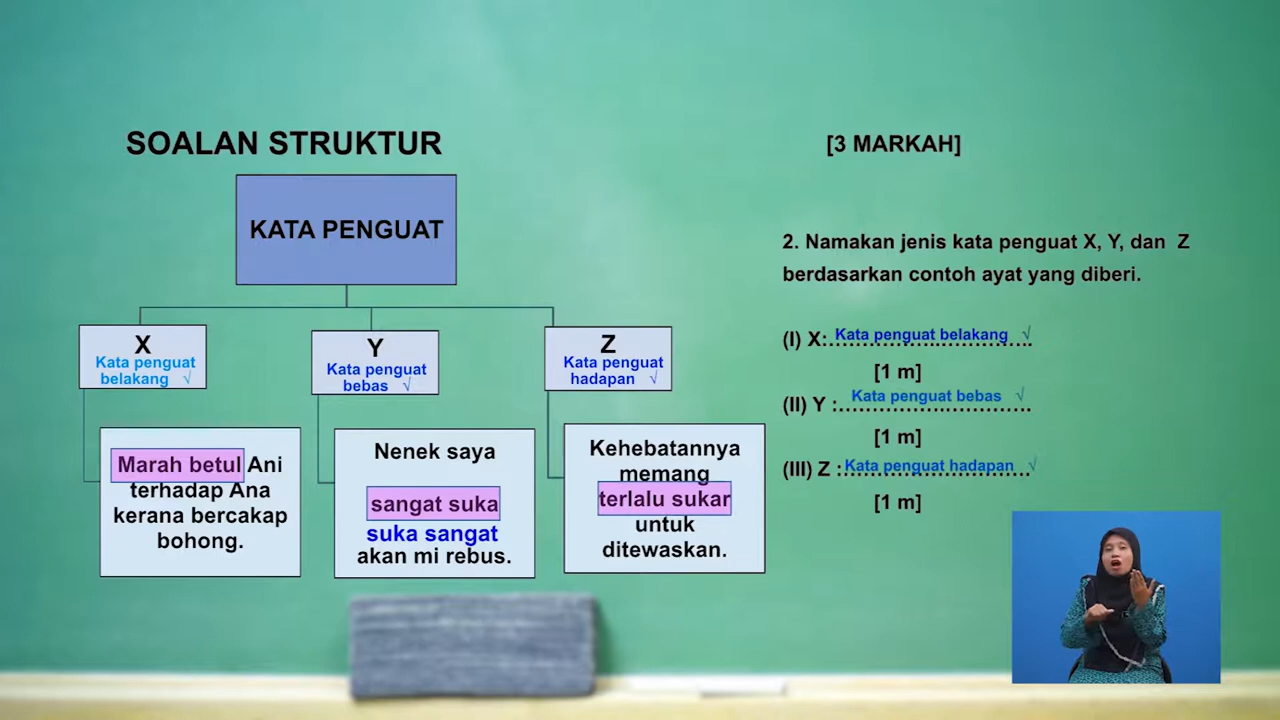 SOALAN STRUKTUR
[3 MARKAH]
KATA PENGUAT
X
Kata penguat
belakang √
Y
Kata penguat
bebas √
Z
Kata penguat
hadapan √
Marah betul Ani
terhadap Ana
kerana bercakap
bohong.
Nenek saya
sangat suka
suka sangat
akan mi rebus.
Kehebatannya
memang
terlalu sukar
untuk
ditewaskan.
2. Namakan jenis kata penguat X, Y, dan Z
berdasarkan contoh ayat yang diberi.
(I) X: Kata penguat belakang √
[1 m]
(II) Y : Kata penguat bebas √
[1 m]
(III) Z : Kata penguat hadapan √
[1 m]